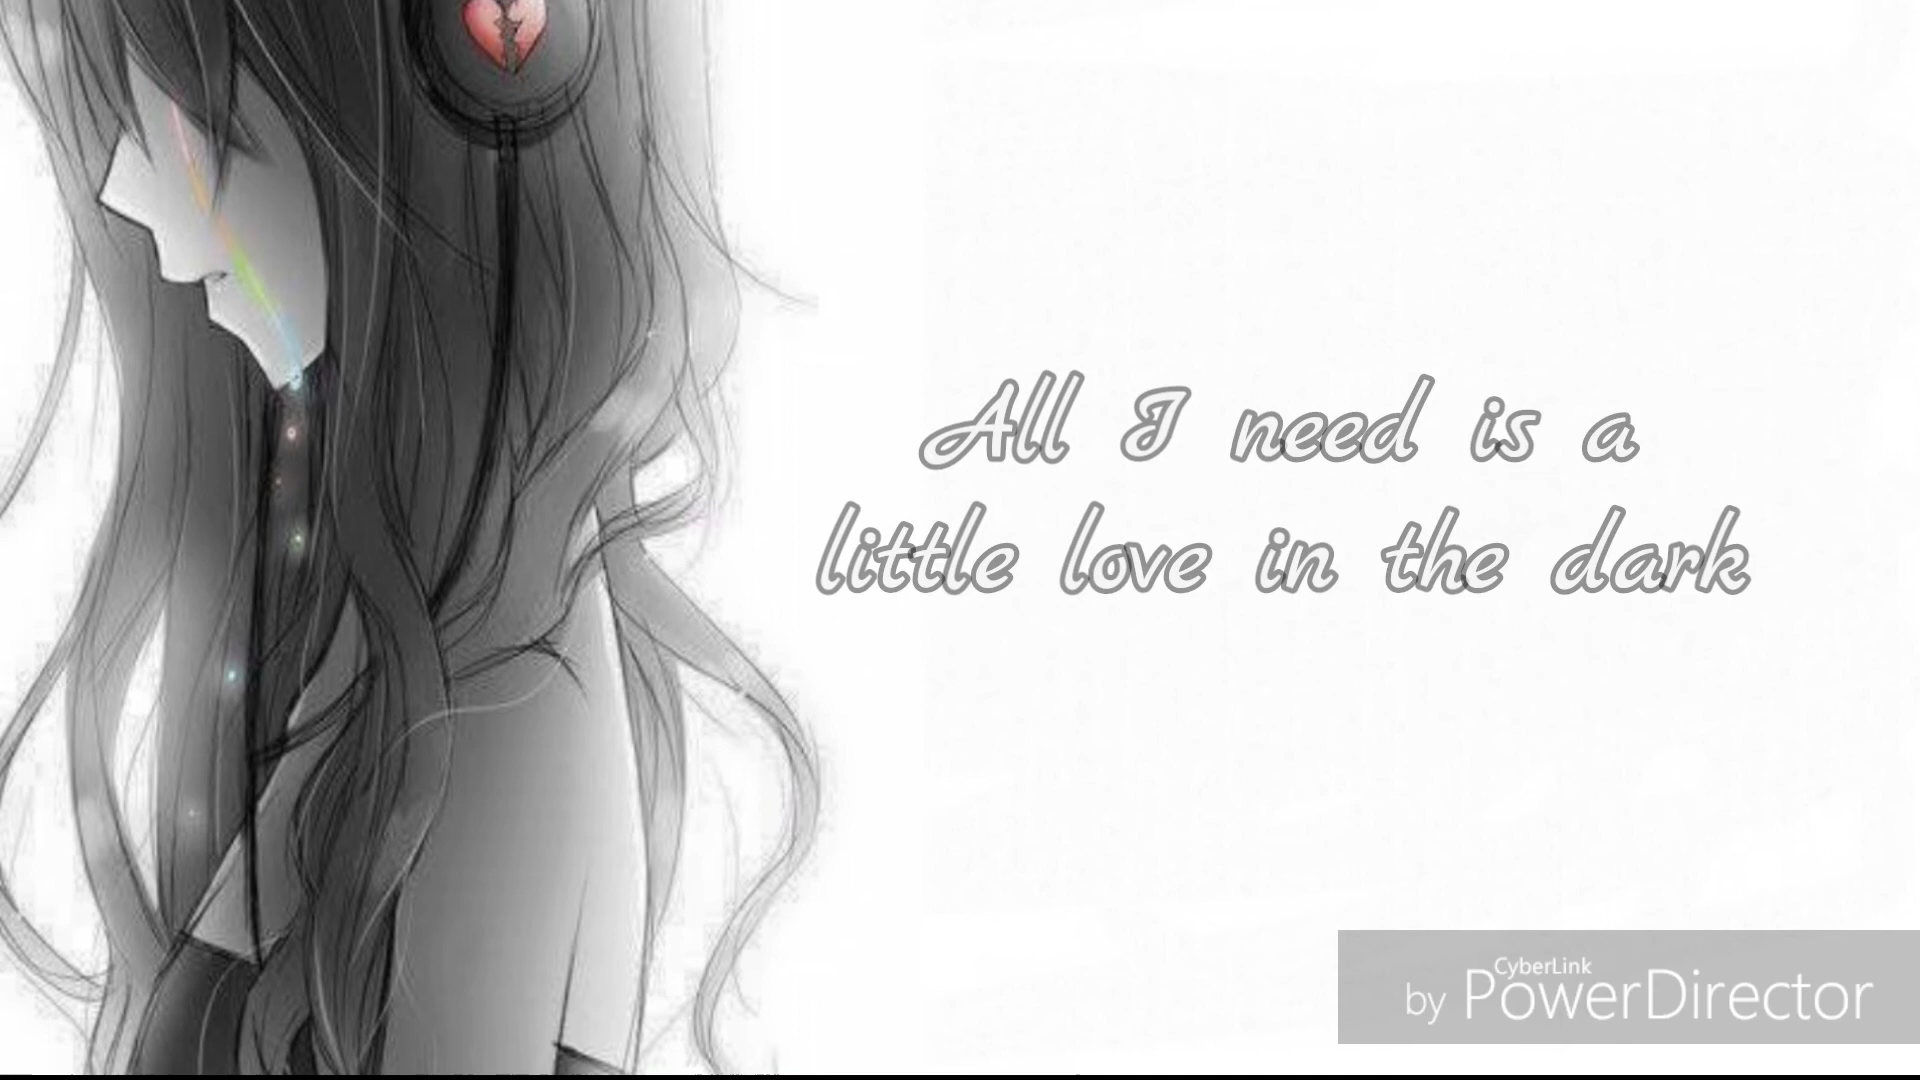 All I need is a
little love in the dark
CyberLink
by PowerDirector